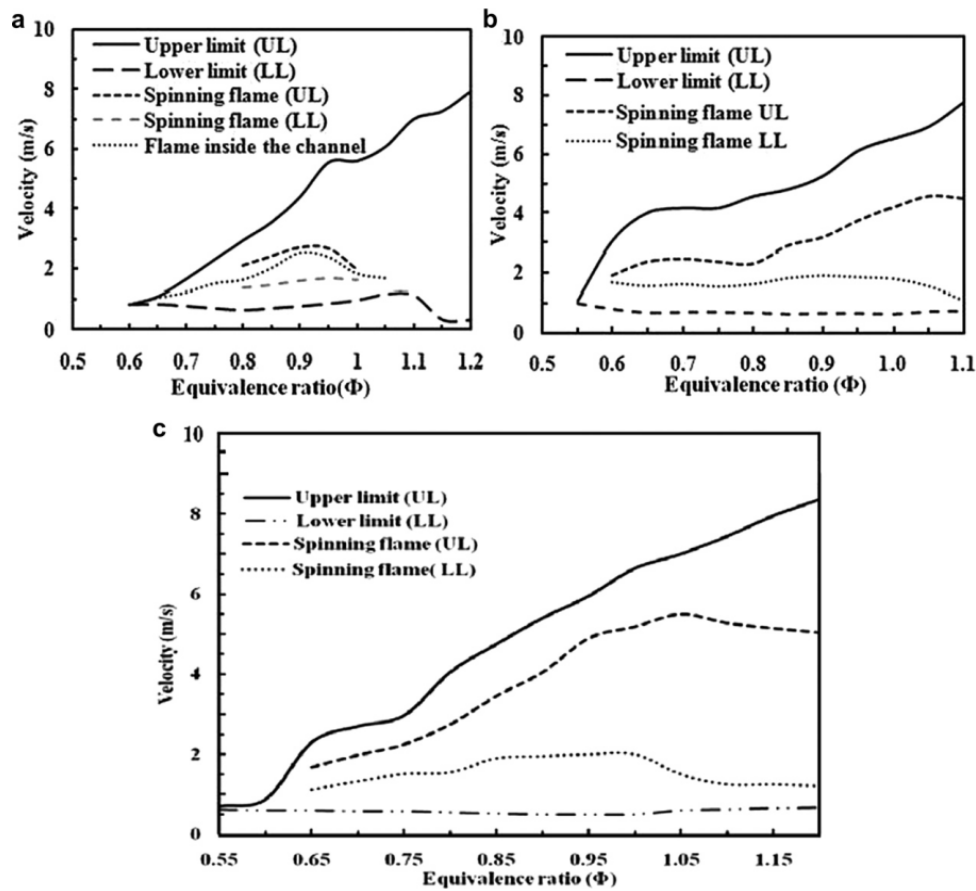 a
10
8
6
4
2
0
Velocity (m/s)
Upper limit (UL)
Lower limit (LL)
Spinning flame (UL)
Spinning flame (LL)
Flame inside the channel
0.5 0.6 0.7 0.8 0.9 1 1.1 1.2
Equivalence ratio(Φ)
b
10
8
6
4
2
0
Velocity (m/s)
Upper limit (UL)
Lower limit (LL)
Spinning flame UL
Spinning flame LL
0.5 0.6 0.7 0.8 0.9 1.0 1.1
Equivalence ratio (Φ)
c
10
8
6
4
2
0
Velocity (m/s)
Upper limit (UL)
Lower limit (LL)
Spinning flame (UL)
Spinning flame( LL)
0.55 0.65 0.75 0.85 0.95 1.05 1.15
Equivalence ratio (Φ)